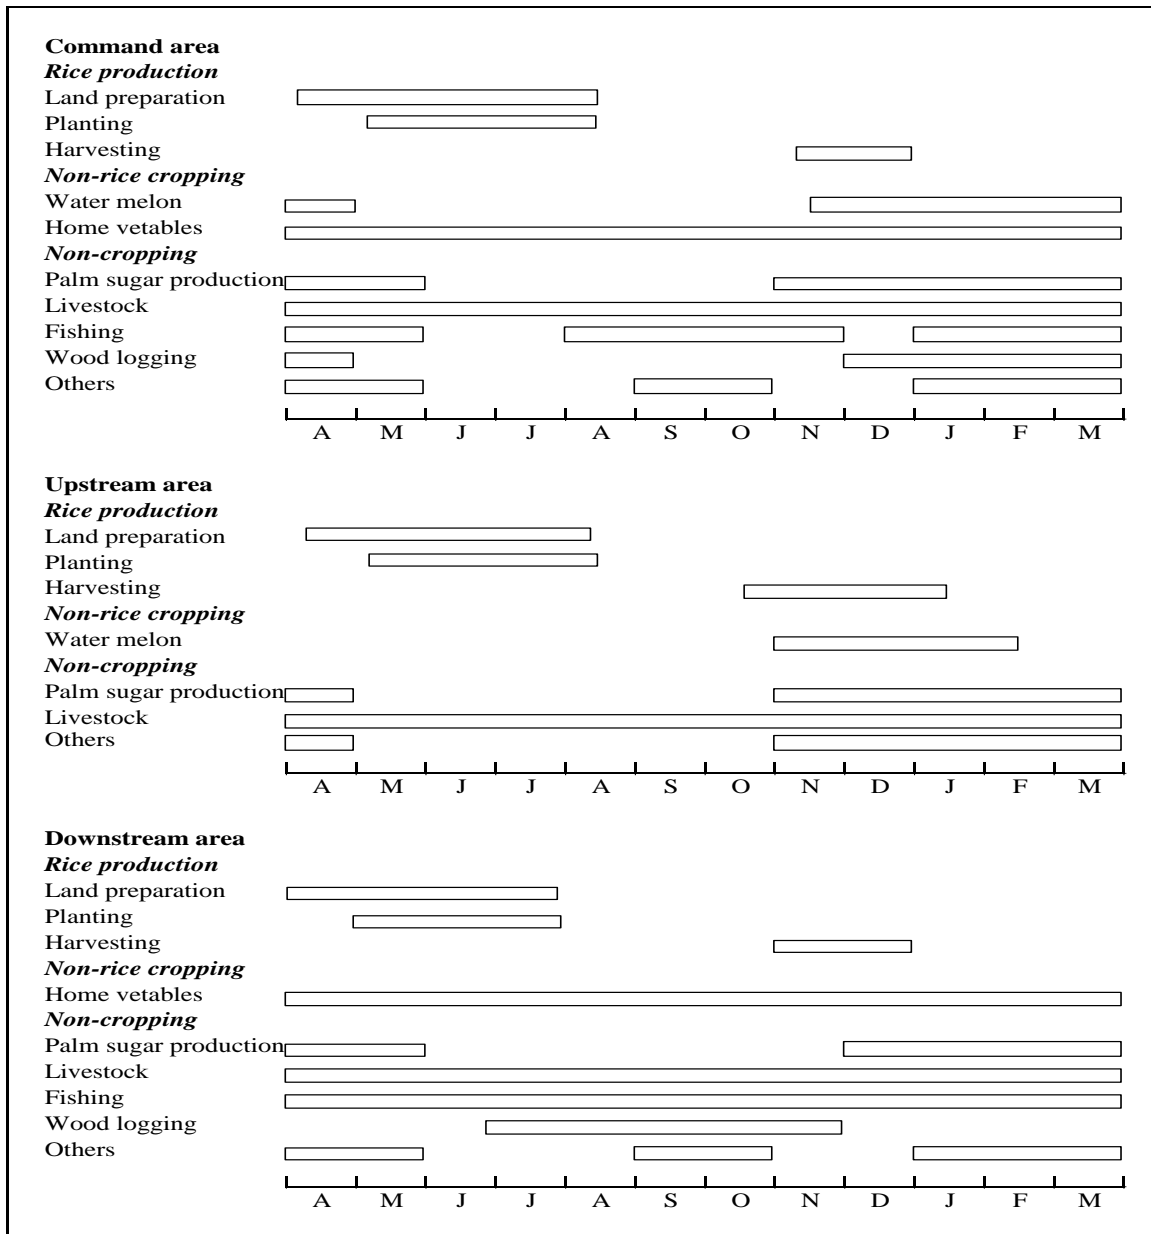 Command area
Rice production
Land preparation
Planting
Harvesting
Non-rice cropping
Water melon
Home vetables
Non-cropping
Palm sugar production
Livestock
Fishing
Wood logging
Others
A M J J A S O N D J F M
Upstream area
Rice production
Land preparation
Planting
Harvesting
Non-rice cropping
Water melon
Non-cropping
Palm sugar production
Livestock
Others
A M J J A S O N D J F M
Downstream area
Rice production
Land preparation
Planting
Harvesting
Non-rice cropping
Home vetables
Non-cropping
Palm sugar production
Livestock
Fishing
Wood logging
Others
A M J J A S O N D J F M